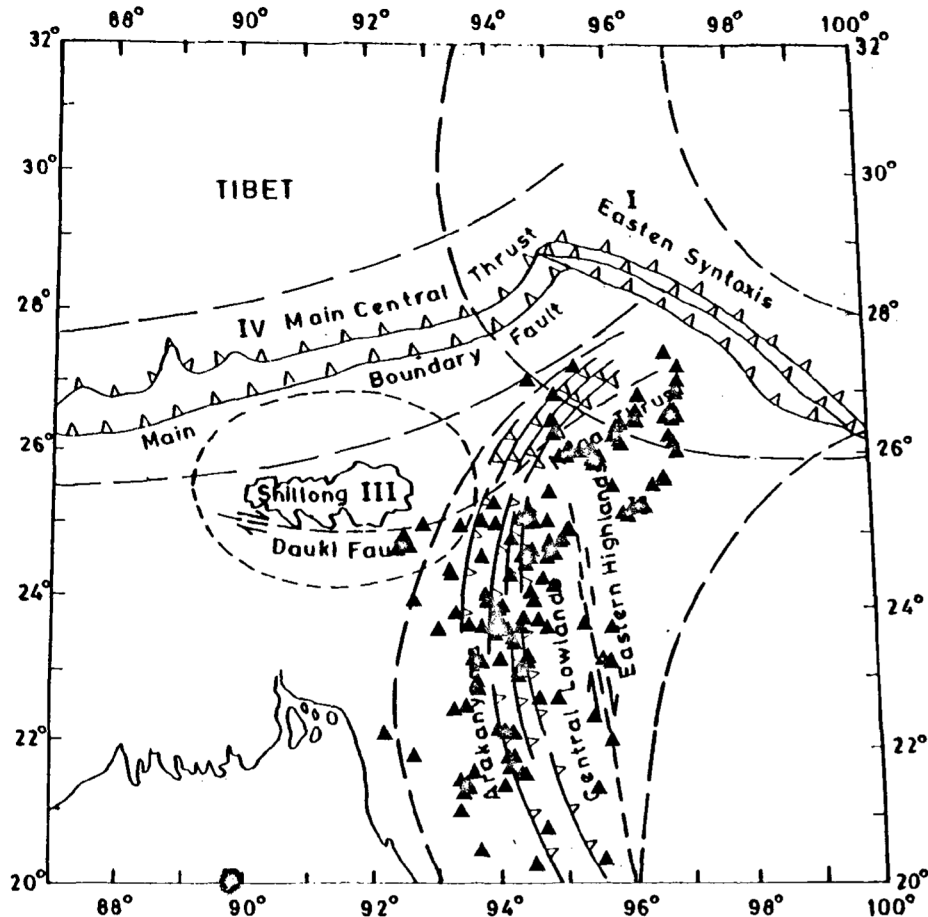 88° 90° 92° 94° 96° 98° 100°
32° 32°
30° 30°
TIBET
I
Easten Syntoxis
28° 28°
IV Main Central Thrust
Main Boundary Fault
26° 26°
Shillong III
Dauki Fau
24° 24°
Eastern Highland
Central Lowland
22° 22°
20° 20°
88° 90° 92° 94° 96° 98° 100°